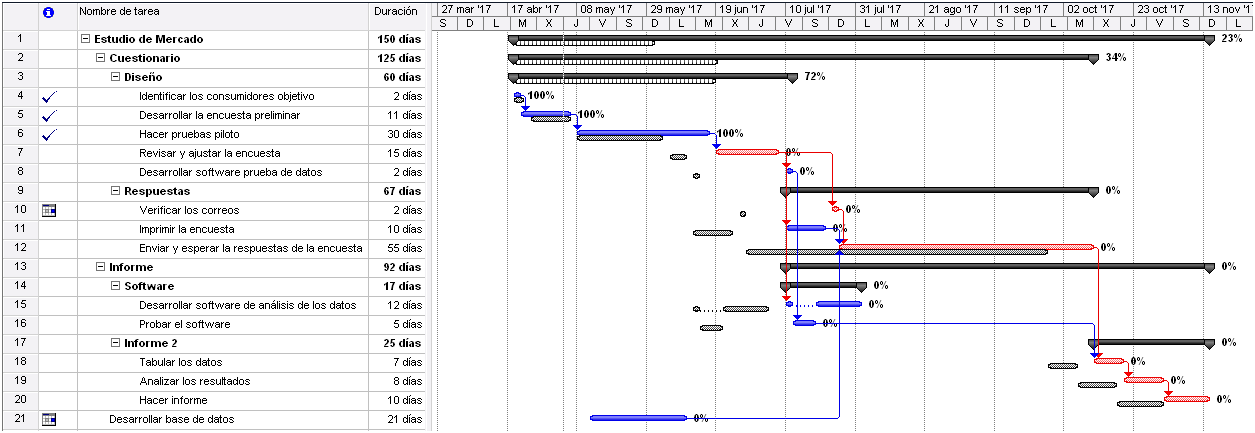 Nombre de tarea Duración 27 mar '17 17 abr '17 08 may '17 29 may '17 19 jun '17 10 jul '17 31 jul '17 21 ago '17 11 sep '17 02 oct '17 23 oct '17 13 nov '1
S D L M X J V S D L M X J V S D L M X J V S D L
1 Estudio de Mercado 150 días 23%
2 Cuestionario 125 días 34%
3 Diseño 60 días 72%
4 Identificar los consumidores objetivo 2 días 100%
5 Desarrollar la encuesta preliminar 11 días 100%
6 Hacer pruebas piloto 30 días 100%
7 Revisar y ajustar la encuesta 15 días 0%
8 Desarrollar software prueba de datos 2 días 0%
9 Respuestas 67 días 0%
10 Verificar los correos 2 días 0%
11 Imprimir la encuesta 10 días 0%
12 Enviar y esperar la respuestas de la encuesta 55 días 0%
13 Informe 92 días 0%
14 Software 17 días 0%
15 Desarrollar software de análisis de los datos 12 días 0%
16 Probar el software 5 días 0%
17 Informe 2 25 días 0%
18 Tabular los datos 7 días 0%
19 Analizar los resultados 8 días 0%
20 Hacer informe 10 días 0%
21 Desarrollar base de datos 21 días 0%